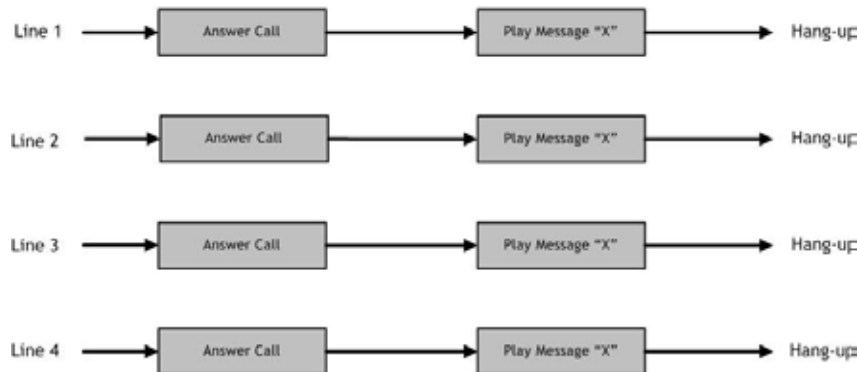 Line 1 Answer Call Play Message “X” Hang-up
Line 2 Answer Call Play Message “X” Hang-up
Line 3 Answer Call Play Message “X” Hang-up
Line 4 Answer Call Play Message “X” Hang-up